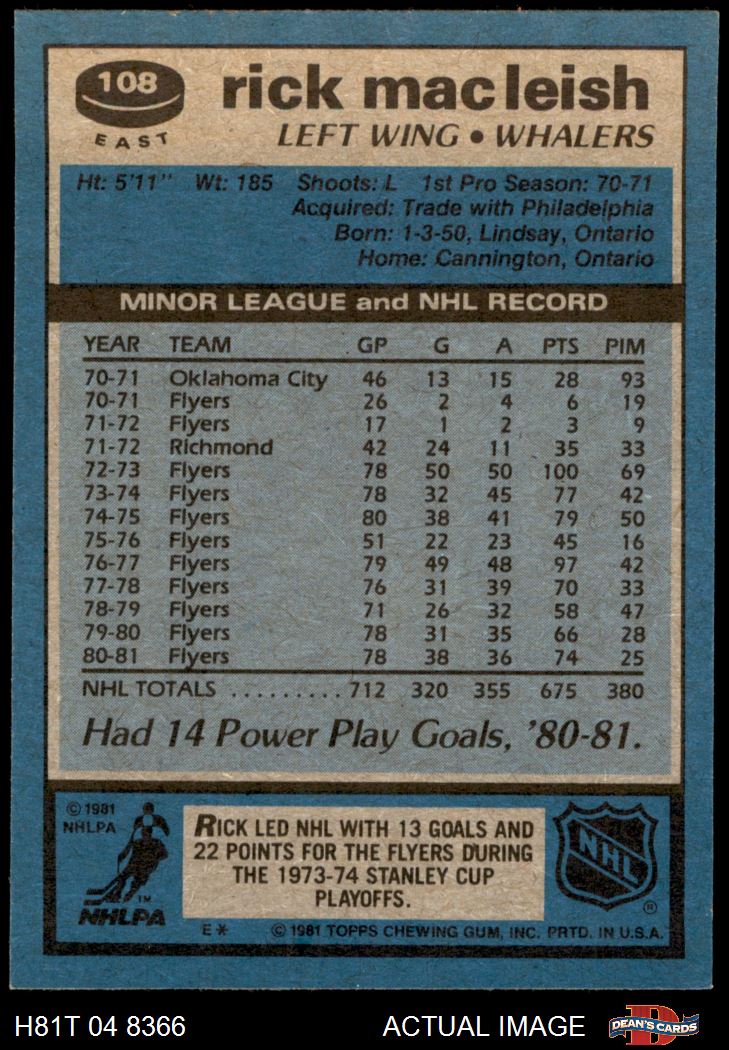 108
EAST
rick macleish
LEFT WING • WHALERS
Ht: 5'11" Wt: 185 Shoots: L 1st Pro Season: 70-71
Acquired: Trade with Philadelphia
Born: 1-3-50, Lindsay, Ontario
Home: Cannington, Ontario
MINOR LEAGUE and NHL RECORD
YEAR TEAM GP G A PTS PIM
70-71 Oklahoma City 46 13 15 28 93
70-71 Flyers 26 2 4 6 19
71-72 Flyers 17 1 2 3 9
71-72 Richmond 42 24 11 35 33
72-73 Flyers 78 50 50 100 69
73-74 Flyers 78 32 45 77 42
74-75 Flyers 80 38 41 79 50
75-76 Flyers 51 22 23 45 16
76-77 Flyers 79 49 48 97 42
77-78 Flyers 76 31 39 70 33
78-79 Flyers 71 26 32 58 47
79-80 Flyers 78 31 35 66 28
80-81 Flyers 78 38 36 74 25
NHL TOTALS ......... 712 320 355 675 380
Had 14 Power Play Goals, '80-81.
© 1981
NHLPA
TM
NHLPA
RICK LED NHL WITH 13 GOALS AND
22 POINTS FOR THE FLYERS DURING
THE 1973-74 STANLEY CUP
PLAYOFFS.
NHL
®
E* © 1981 TOPPS CHEWING GUM, INC. PRTD. IN U.S.A.
H81T 04 8366 ACTUAL IMAGE
D
DEAN'S CARDS